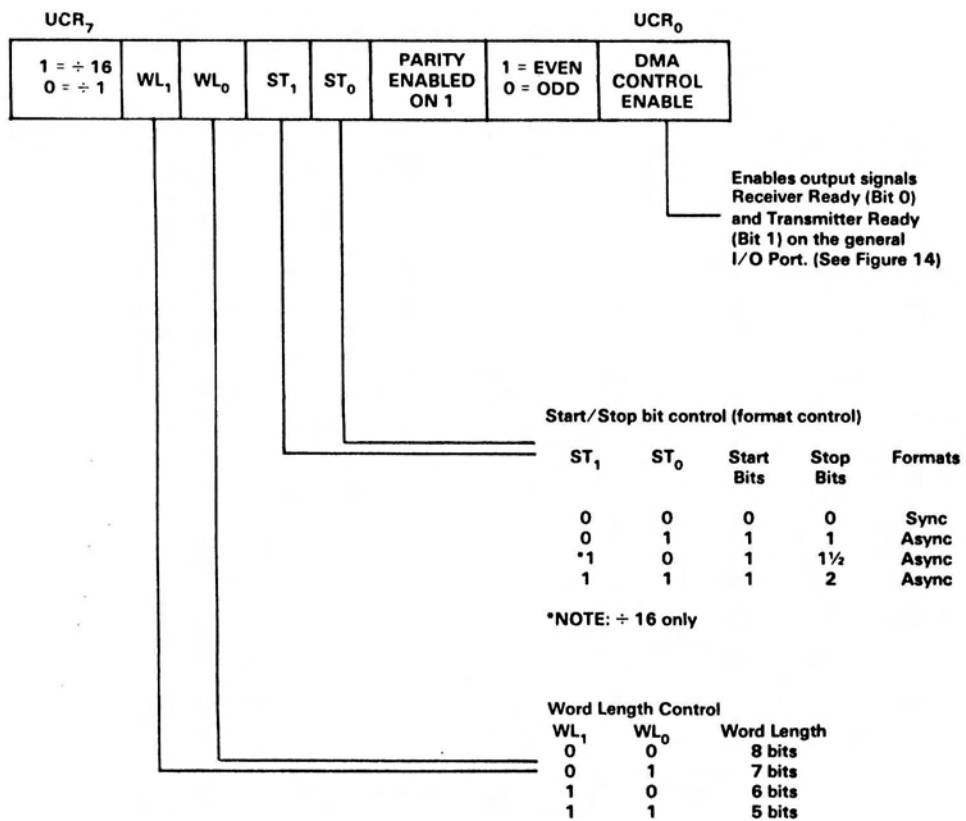 UCR₇ UCR₀
1 = ÷ 16
0 = ÷ 1
WL₁
WL₀
ST₁
ST₀
PARITY
ENABLED
ON 1
1 = EVEN
0 = ODD
DMA
CONTROL
ENABLE
Enables output signals
Receiver Ready (Bit 0)
and Transmitter Ready
(Bit 1) on the general
I/O Port. (See Figure 14)
Start/Stop bit control (format control)
ST₁ ST₀ Start Bits Stop Bits Formats
0 0 0 0 Sync
0 1 1 1 Async
*1 0 1 1½ Async
1 1 1 2 Async
*NOTE: ÷ 16 only
Word Length Control
WL₁ WL₀ Word Length
0 0 8 bits
0 1 7 bits
1 0 6 bits
1 1 5 bits